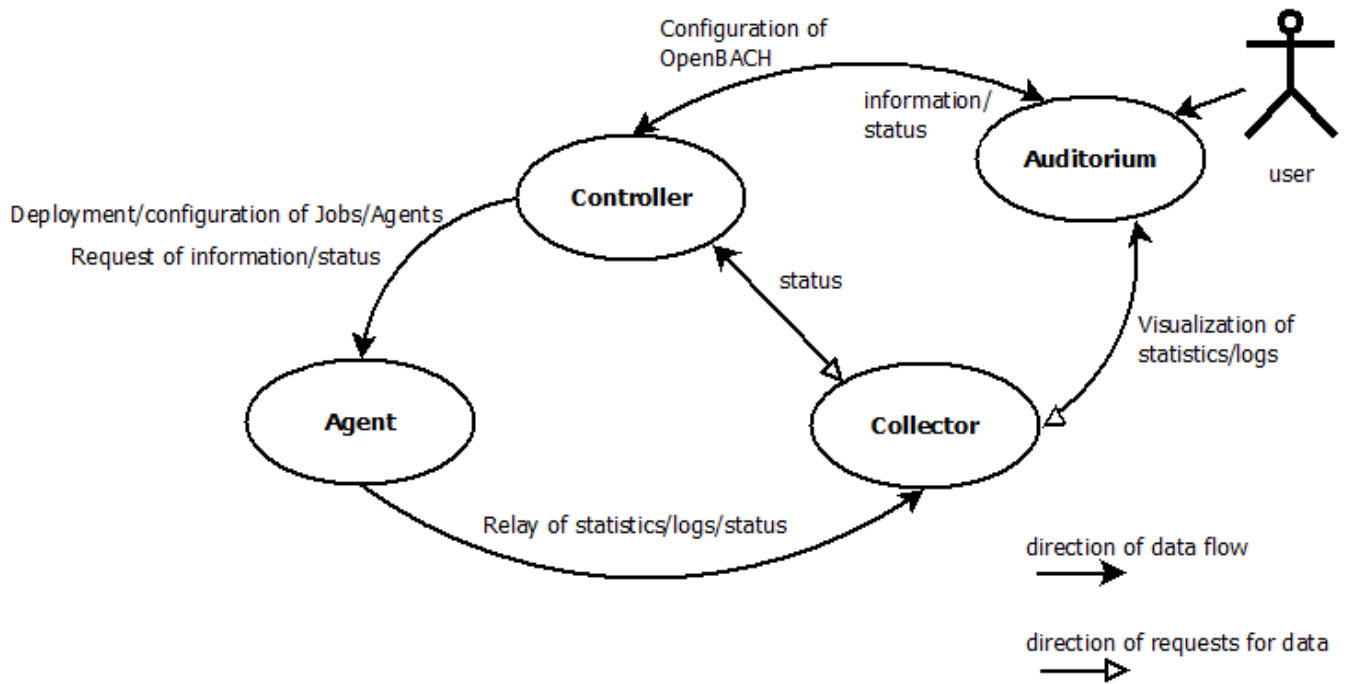 Configuration of
OpenBACH
information/
status
Auditorium
user
Controller
Deployment/configuration of Jobs/Agents
Request of information/status
status
Visualization of
statistics/logs
Agent
Collector
Relay of statistics/logs/status
direction of data flow
direction of requests for data